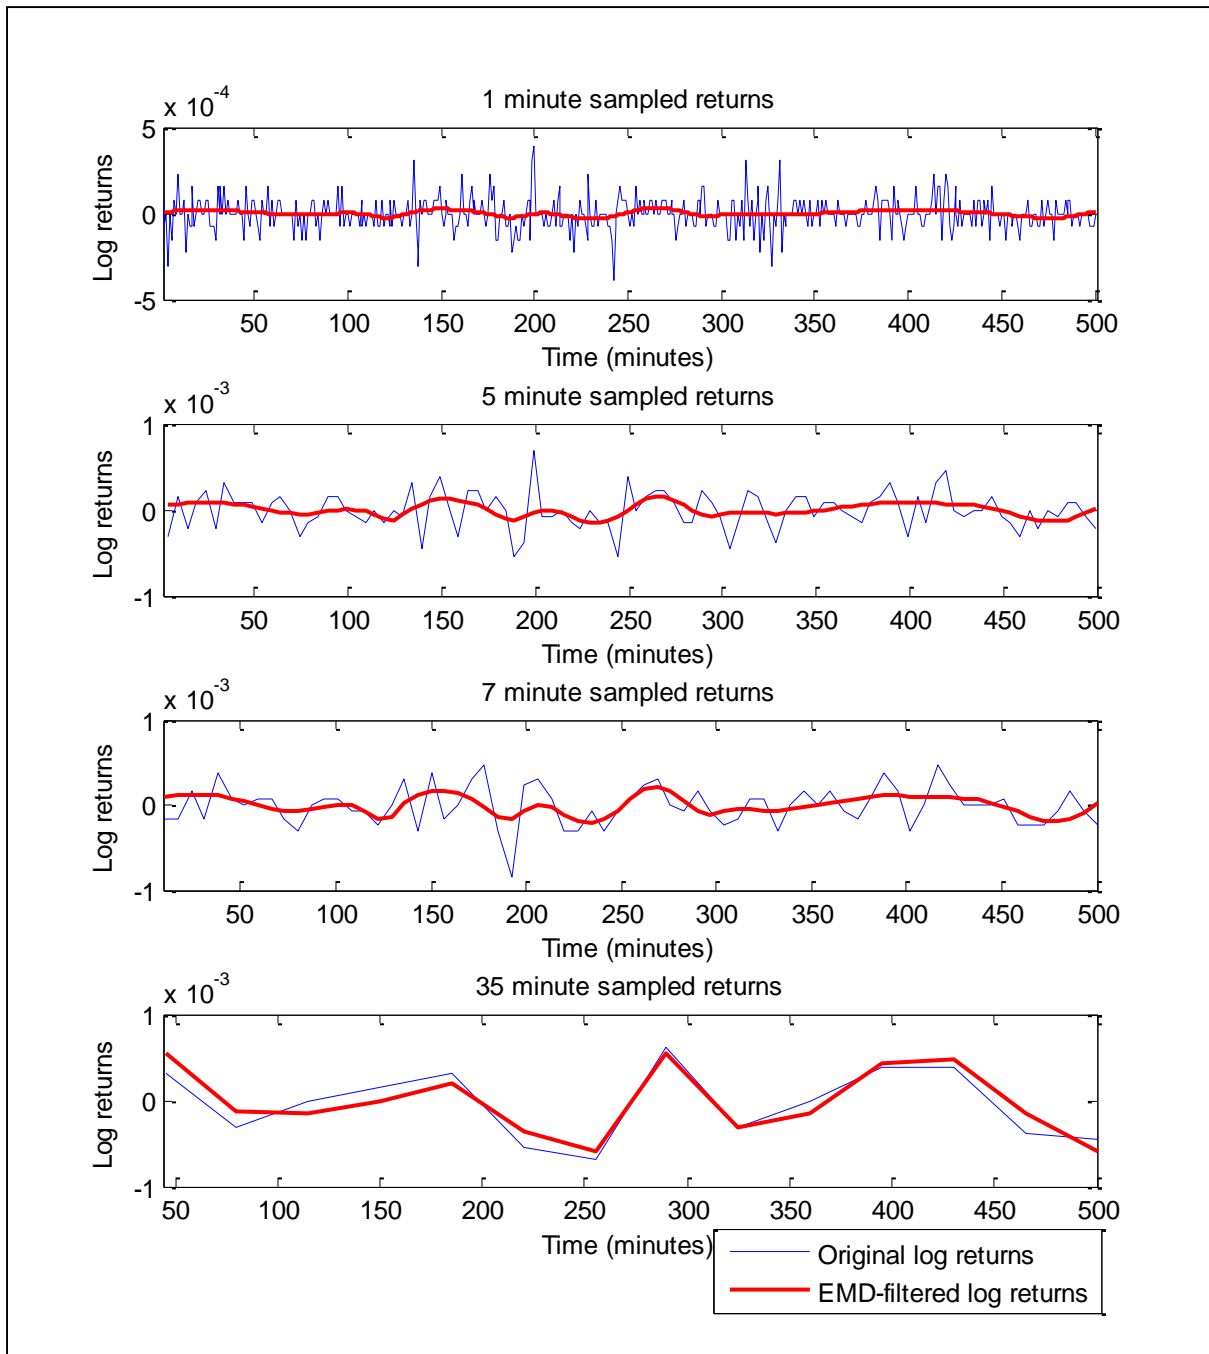 1 minute sampled returns
x 10^-4
5
0
-5
Log returns
50 100 150 200 250 300 350 400 450 500
Time (minutes)
5 minute sampled returns
x 10^-3
1
0
-1
Log returns
50 100 150 200 250 300 350 400 450 500
Time (minutes)
7 minute sampled returns
x 10^-3
1
0
-1
Log returns
50 100 150 200 250 300 350 400 450 500
Time (minutes)
35 minute sampled returns
x 10^-3
1
0
-1
Log returns
50 100 150 200 250 300 350 400 450 500
Time (minutes)
Original log returns
EMD-filtered log returns